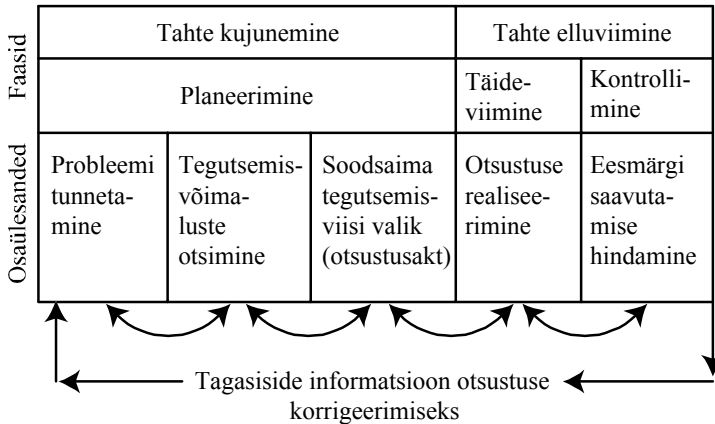 Faasid
Tahte kujunemine
Tahte elluviimine
Planeerimine
Täide-
viimine
Kontrolli-
mine
Osaülesanded
Probleemi
tunneta-
mine
Tegutsemis-
võima-
luste
otsimine
Soodsaima
tegutsemis-
viisi valik
(otsustusakt)
Otsustuse
realisee-
rimine
Eesmärgi
saavuta-
mise
hindamine
Tagasiside informatsioon otsustuse
korrigeerimiseks